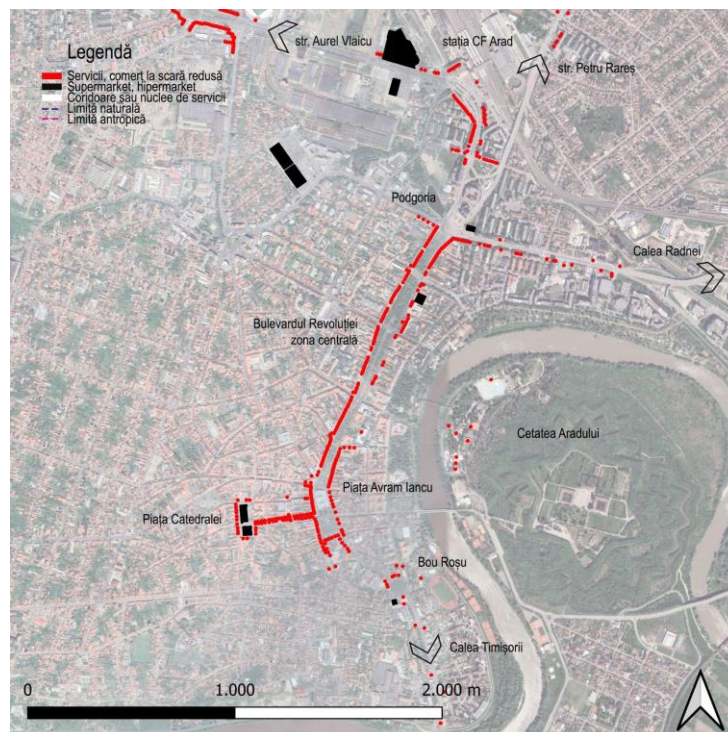 Legendă
Servicii, comerț la scară redusă
Supermarket, hipermarket
Coridoare sau nuclee de servicii
Limită naturală
Limită antropică
str. Aurel Vlaicu
stația CF Arad
str. Petru Rareș
Podgoria
Calea Radnei
Bulevardul Revoluției
zona centrală
Cetatea Aradului
Piața Avram Iancu
Piața Catedralei
Bou Roșu
Calea Timișorii
0
1.000
2.000 m